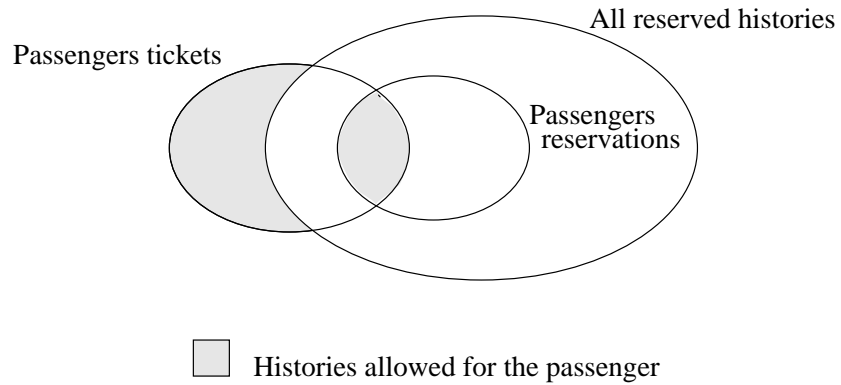 All reserved histories
Passengers tickets
Passengers
reservations
Histories allowed for the passenger